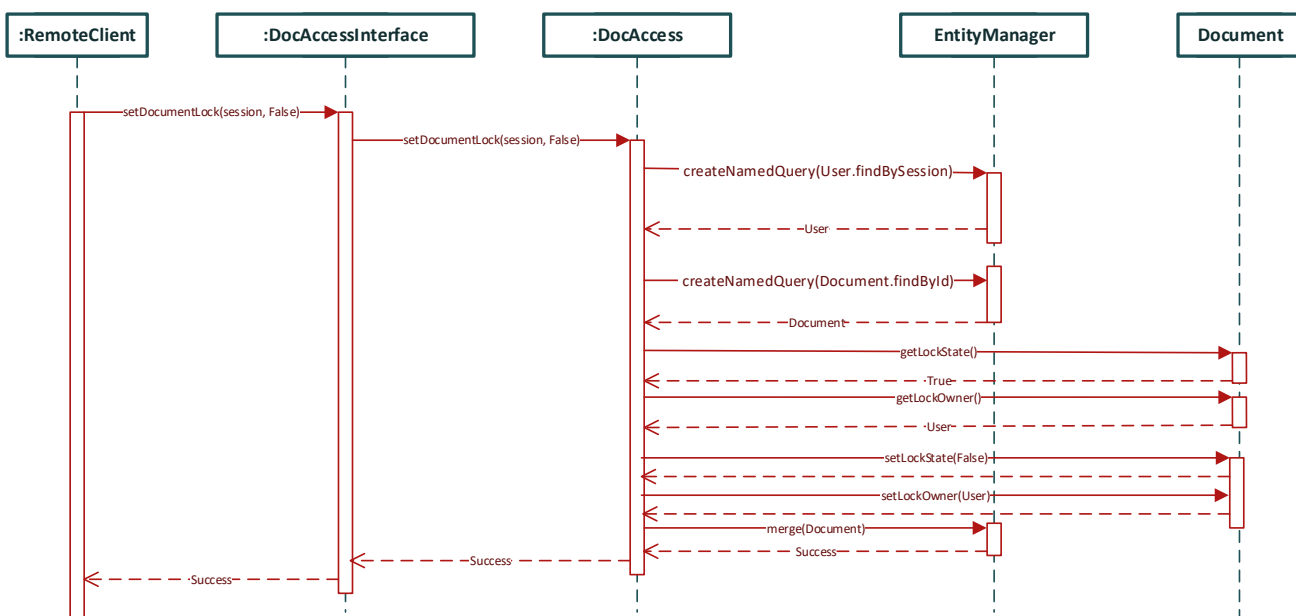 :RemoteClient
:DocAccessInterface
:DocAccess
EntityManager
Document
setDocumentLock(session, False)
setDocumentLock(session, False)
createNamedQuery(User.findBySession)
User
createNamedQuery(Document.findById)
Document
getLockState()
True
getLockOwner()
User
setLockState(False)
setLockOwner(User)
merge(Document)
Success
Success
Success